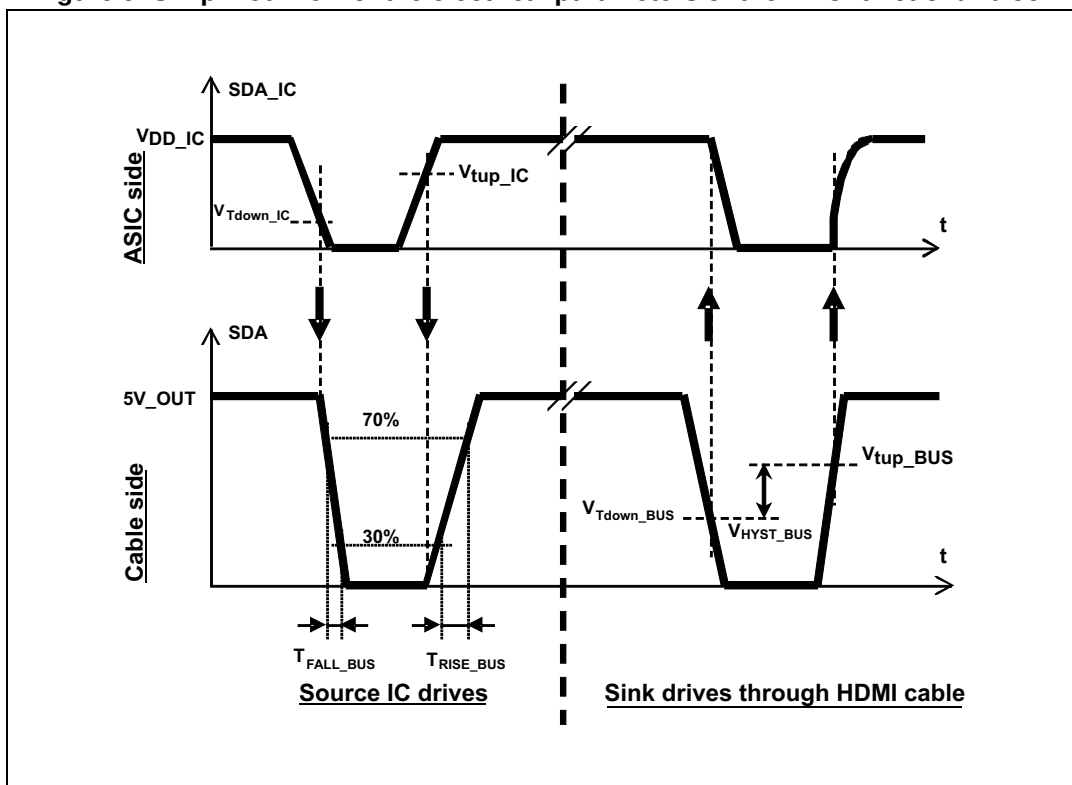 SDA_IC
VDD_IC
Vtup_IC
VTdown_IC
ASIC side
t
SDA
5V_OUT
70%
Vtup_BUS
VTdown_BUS
VHYST_BUS
30%
Cable side
t
TFALL_BUS
TRISE_BUS
Source IC drives
Sink drives through HDMI cable